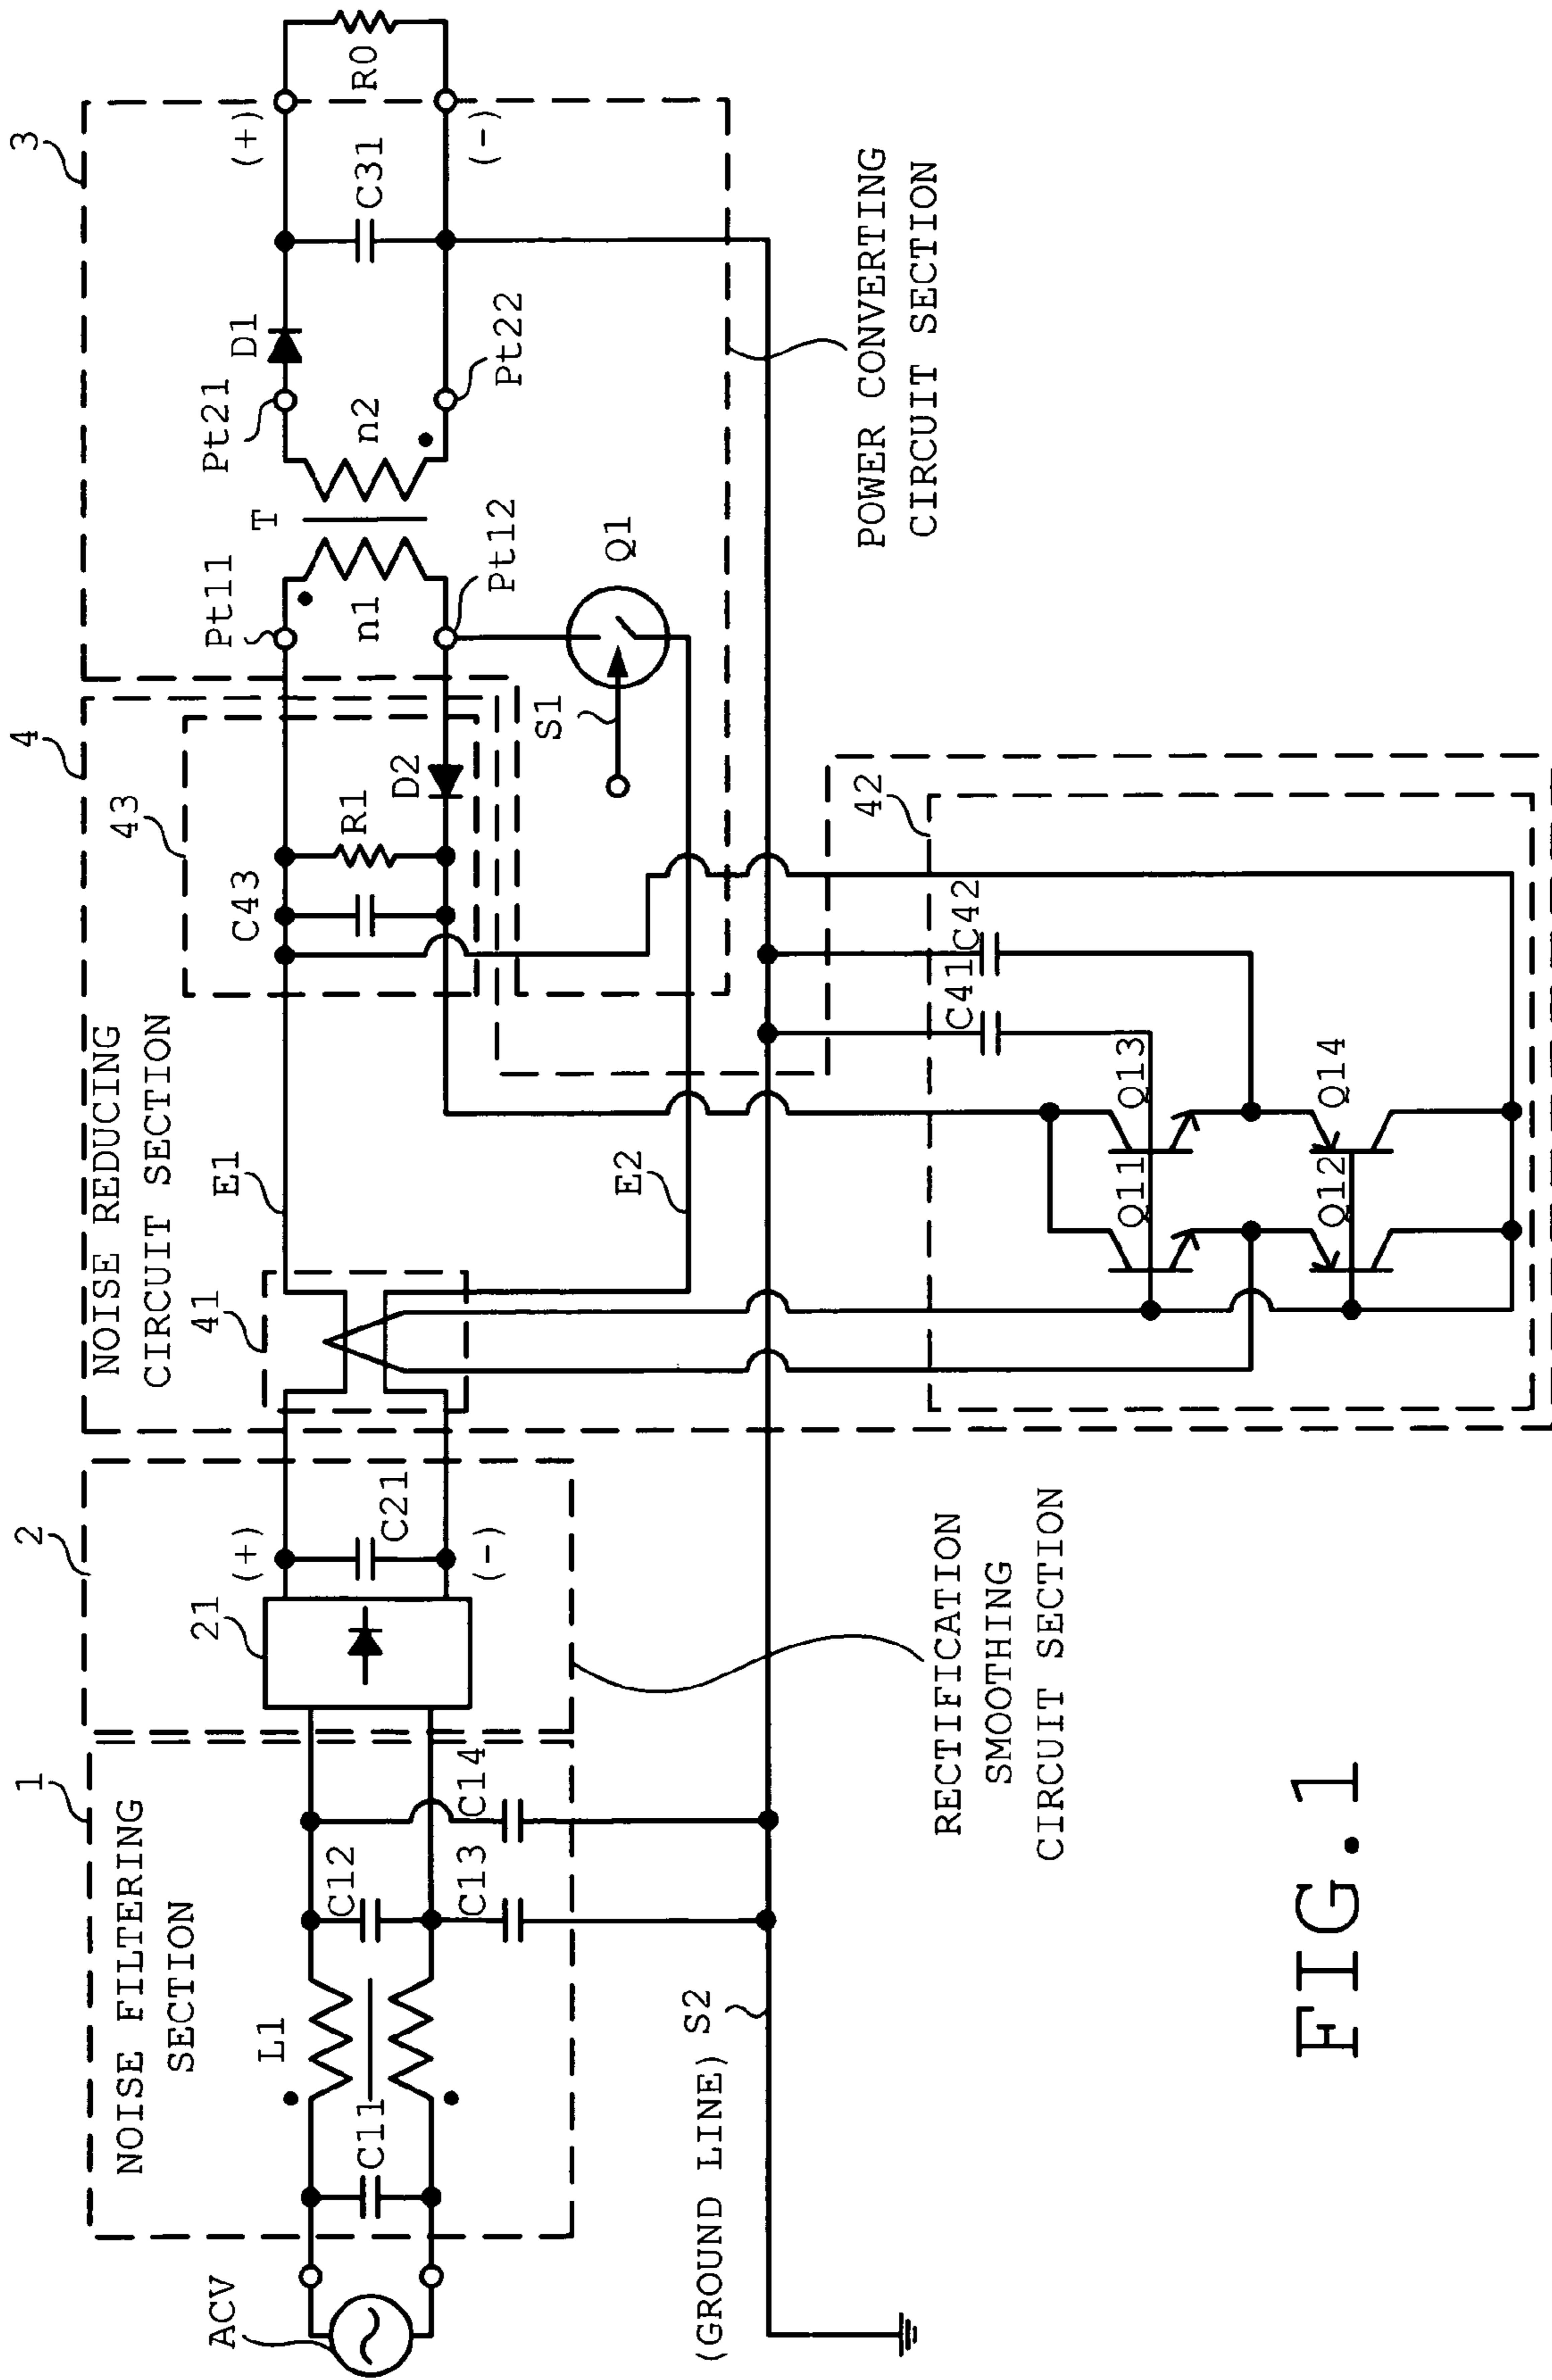 NOISE FILTERING
SECTION
1
2
NOISE REDUCING
CIRCUIT SECTION
4
3
ACV
C11
L1
C12
C13
C14
21
(+)
(-)
C21
41
E1
E2
43
C43
R1
D2
S1
Q1
Pt11
Pt12
n1
T
n2
Pt21
Pt22
D1
C31
(+)
(-)
R0
(GROUND LINE) S2
RECTIFICATION
SMOOTHING
CIRCUIT SECTION
POWER CONVERTING
CIRCUIT SECTION
42
C41
C42
Q11
Q13
Q12
Q14
FIG.1